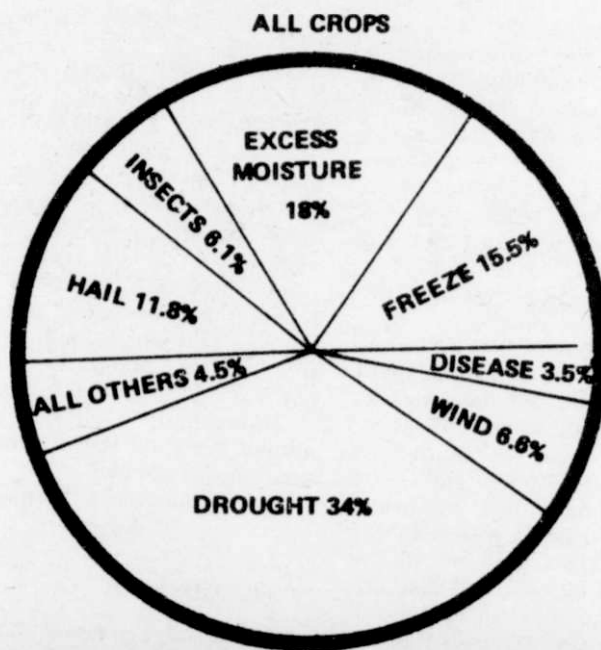 ALL CROPS
EXCESS
MOISTURE
18%
INSECTS 6.1%
FREEZE 15.5%
HAIL 11.8%
DISEASE 3.5%
ALL OTHERS 4.5%
WIND 6.6%
DROUGHT 34%